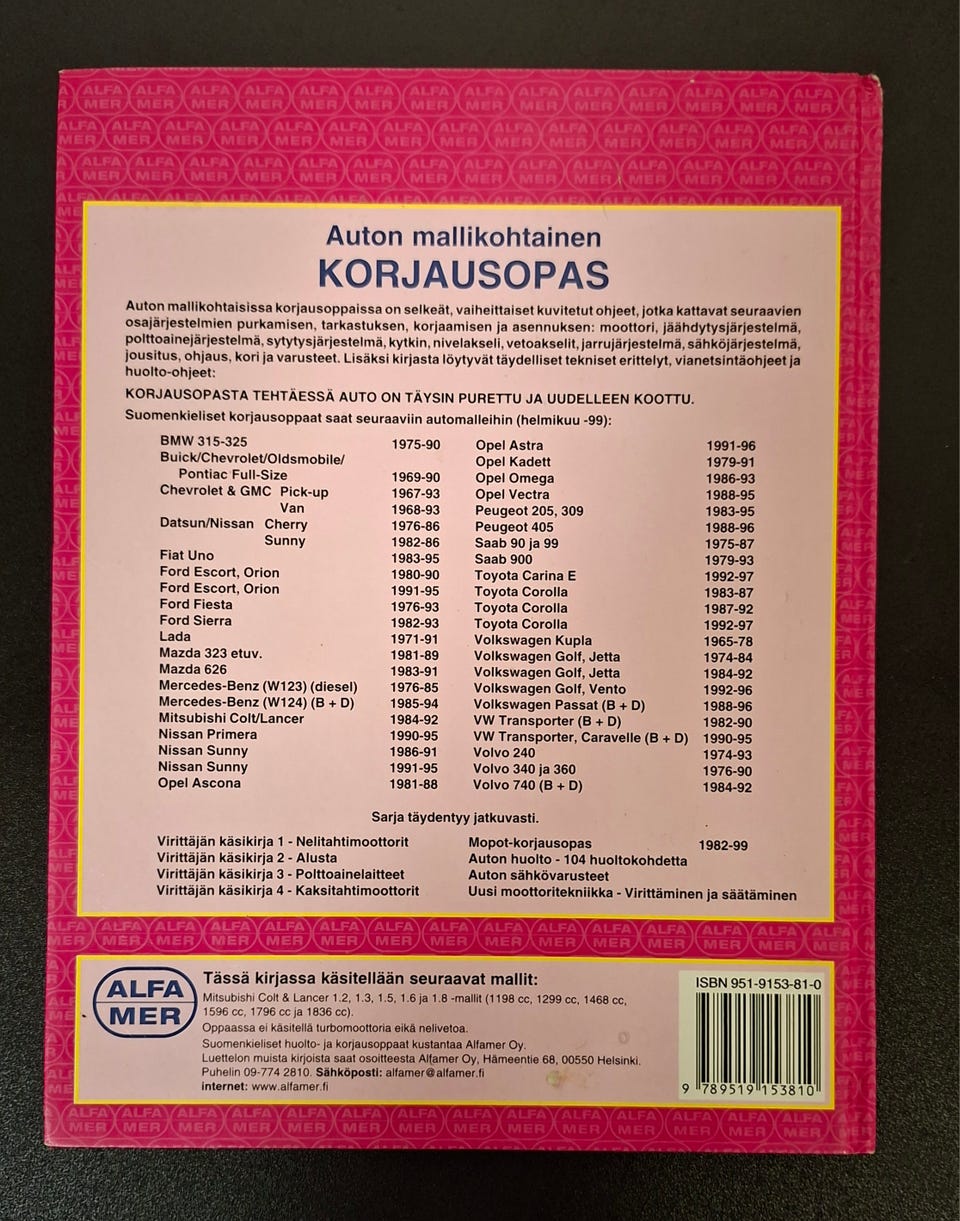 Auton mallikohtainen
KORJAUSOPAS
Auton mallikohtaisissa korjausoppaissa on selkeät, vaiheittaiset kuvitetut ohjeet, jotka kattavat seuraavien
osajärjestelmien purkamisen, tarkastuksen, korjaamisen ja asennuksen: moottori, jäähdytysjärjestelmä,
polttoainejärjestelmä, sytytysjärjestelmä, kytkin, nivelakseli, vetoakselit, jarrujärjestelmä, sähköjärjestelmä,
jousitus, ohjaus, kori ja varusteet. Lisäksi kirjasta löytyvät täydelliset tekniset erittelyt, vianetsintäohjeet ja
huolto-ohjeet:
KORJAUSOPASTA TEHTÄESSÄ AUTO ON TÄYSIN PURETTU JA UUDELLEEN KOOTTU.
Suomenkieliset korjausoppaat saat seuraaviin automalleihin (helmikuu -99):
BMW 315-325 1975-90
Buick/Chevrolet/Oldsmobile/
Pontiac Full-Size 1969-90
Chevrolet & GMC Pick-up 1967-93
Van 1968-93
Datsun/Nissan Cherry 1976-86
Sunny 1982-86
Fiat Uno 1983-95
Ford Escort, Orion 1980-90
Ford Escort, Orion 1991-95
Ford Fiesta 1976-93
Ford Sierra 1982-93
Lada 1971-91
Mazda 323 etuv. 1981-89
Mazda 626 1983-91
Mercedes-Benz (W123) (diesel) 1976-85
Mercedes-Benz (W124) (B + D) 1985-94
Mitsubishi Colt/Lancer 1984-92
Nissan Primera 1990-95
Nissan Sunny 1986-91
Nissan Sunny 1991-95
Opel Ascona 1981-88
Opel Astra 1991-96
Opel Kadett 1979-91
Opel Omega 1986-93
Opel Vectra 1988-95
Peugeot 205, 309 1983-95
Peugeot 405 1988-96
Saab 90 ja 99 1975-87
Saab 900 1979-93
Toyota Carina E 1992-97
Toyota Corolla 1983-87
Toyota Corolla 1987-92
Toyota Corolla 1992-97
Volkswagen Kupla 1965-78
Volkswagen Golf, Jetta 1974-84
Volkswagen Golf, Jetta 1984-92
Volkswagen Golf, Vento 1992-96
Volkswagen Passat (B + D) 1988-96
VW Transporter (B + D) 1982-90
VW Transporter, Caravelle (B + D) 1990-95
Volvo 240 1974-93
Volvo 340 ja 360 1976-90
Volvo 740 (B + D) 1984-92
Sarja täydentyy jatkuvasti.
Virittäjän käsikirja 1 - Nelitahtimoottorit
Virittäjän käsikirja 2 - Alusta
Virittäjän käsikirja 3 - Polttoainelaitteet
Virittäjän käsikirja 4 - Kaksitahtimoottorit
Mopot-korjausopas 1982-99
Auton huolto - 104 huoltokohdetta
Auton sähkövarusteet
Uusi moottoritekniikka - Virittäminen ja säätäminen
ALFA
MER
Tässä kirjassa käsitellään seuraavat mallit:
Mitsubishi Colt & Lancer 1.2, 1.3, 1.5, 1.6 ja 1.8 -mallit (1198 cc, 1299 cc, 1468 cc,
1596 cc, 1796 cc ja 1836 cc).
Oppaassa ei käsitellä turbomoottoria eikä nelivetoa.
Suomenkieliset huolto- ja korjausoppaat kustantaa Alfamer Oy.
Luettelon muista kirjoista saat osoitteesta Alfamer Oy, Hämeentie 68, 00550 Helsinki.
Puhelin 09-774 2810. Sähköposti: alfamer@alfamer.fi
internet: www.alfamer.fi
ISBN 951-9153-81-0
9 789519 153810